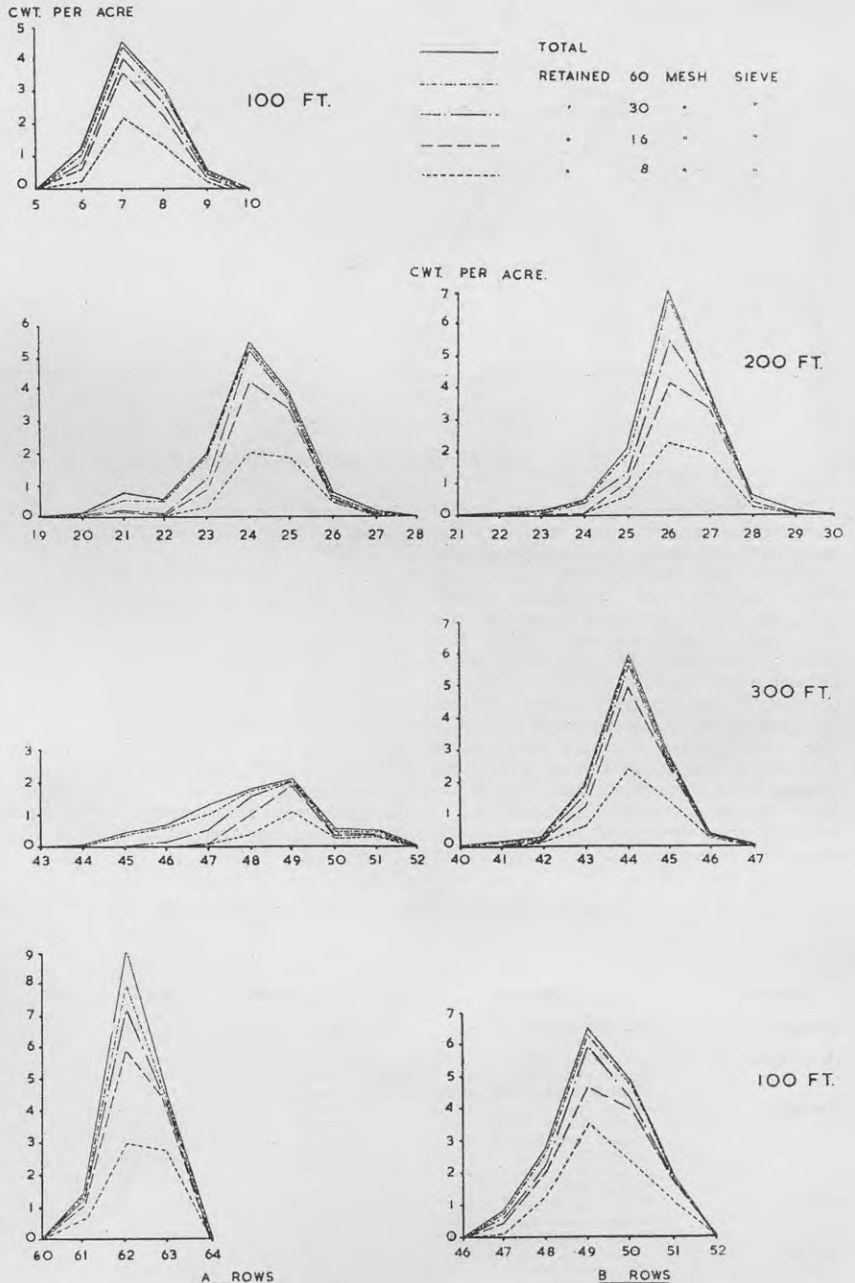 CWT. PER ACRE
5
4
3
2
1
0
5 6 7 8 9 10
100 FT.
TOTAL
RETAINED 60 MESH SIEVE
" 30 " "
" 16 " "
" 8 " "
6
5
4
3
2
1
0
19 20 21 22 23 24 25 26 27 28
CWT. PER ACRE.
7
6
5
4
3
2
1
0
21 22 23 24 25 26 27 28 29 30
200 FT.
3
2
1
0
43 44 45 46 47 48 49 50 51 52
7
6
5
4
3
2
1
0
40 41 42 43 44 45 46 47
300 FT.
9
8
7
6
5
4
3
2
1
0
60 61 62 63 64
A ROWS
7
6
5
4
3
2
1
0
46 47 48 49 50 51 52
B ROWS
100 FT.